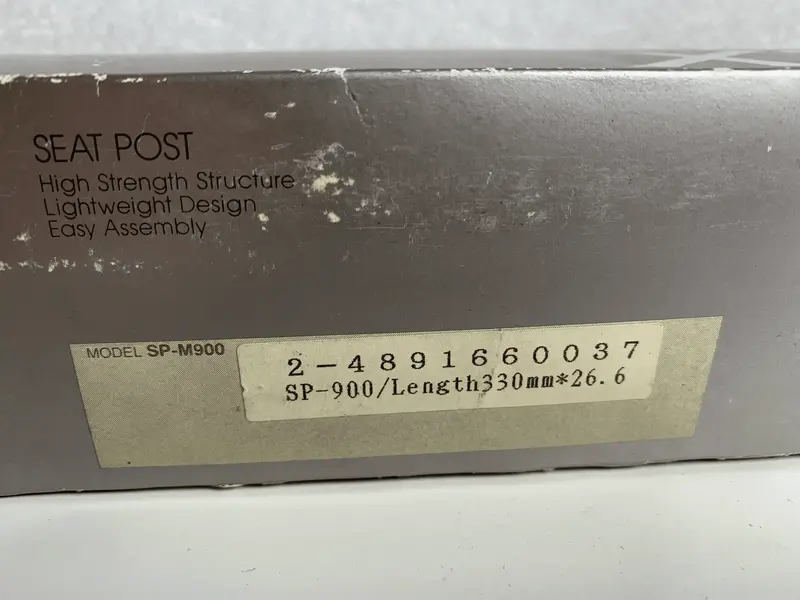 SEAT POST
High Strength Structure
Lightweight Design
Easy Assembly
MODEL SP-M900
2-4891660037
SP-900/Length330mm*26.6